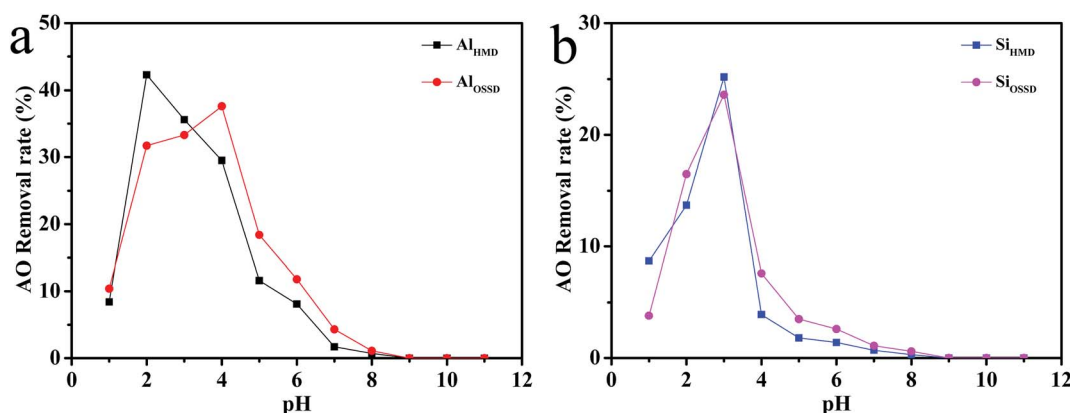 a
50
40
30
20
10
0
AO Removal rate (%)
Al_HMD
Al_OSSD
0 2 4 6 8 10 12
pH
b
30
20
10
0
AO Removal rate (%)
Si_HMD
Si_OSSD
0 2 4 6 8 10 12
pH